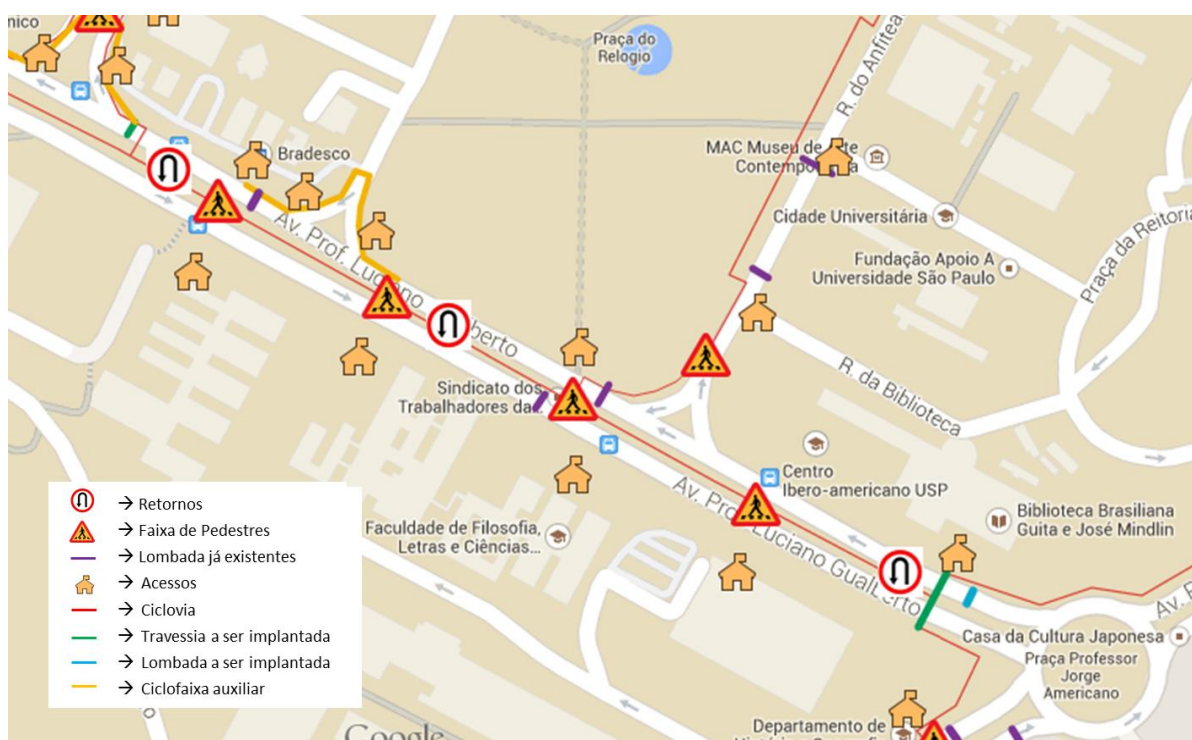 nico
Praça do
Relogio
R. do Anfitea
MAC Museu de Arte
Contempo a
Bradesco
Cidade Universitária
Praça da Reitoria
Fundação Apoio A
Universidade São Paulo
Av. Prof. Luciano
berto
Sindicato dos
Trabalhadores da...
R. da Biblioteca
Centro
Ibero-americano USP
Av. Pro Luciano Gualberto
Biblioteca Brasiliana
Guita e José Mindlin
Faculdade de Filosofia,
Letras e Ciências...
Av. P
Casa da Cultura Japonesa
Praça Professor
Jorge
Americano
Departamento de
Google
→ Retornos
→ Faixa de Pedestres
→ Lombada já existentes
→ Acessos
→ Ciclovia
→ Travessia a ser implantada
→ Lombada a ser implantada
→ Ciclofaixa auxiliar